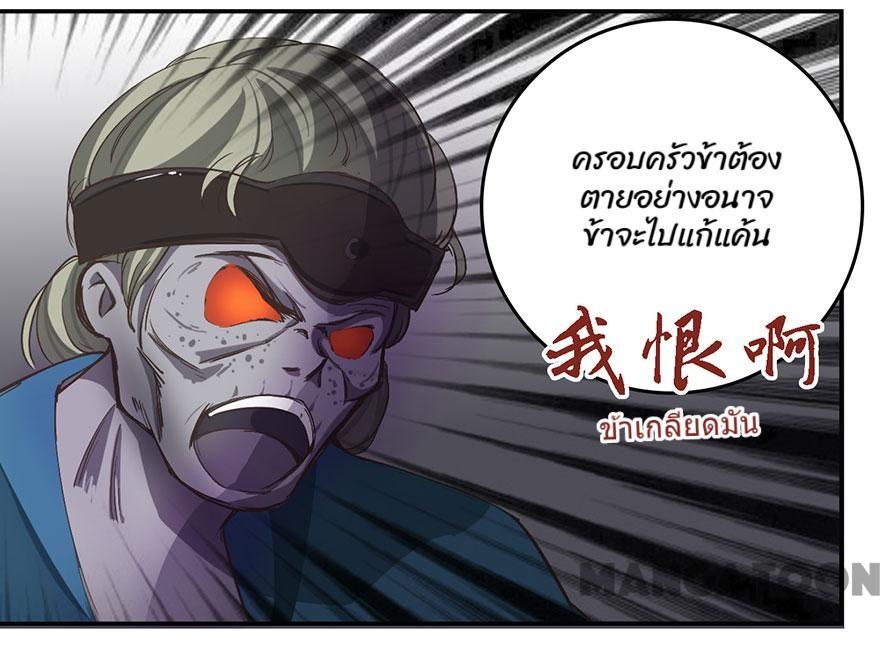 ครอบครัวข้าต้อง
ตายอย่างอนาจ
ข้าจะไปแก้แค้น
我恨啊
ข้าเกลียดมัน
MANGATOON